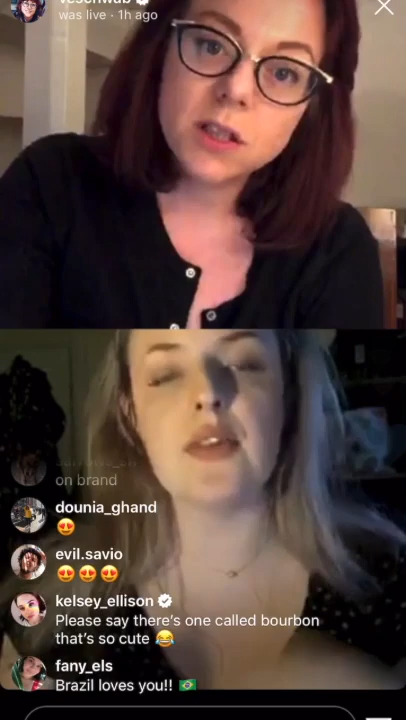 was live · 1h ago
on brand
dounia_ghand
😍
evil.savio
😍😍😍
kelsey_ellison
Please say there's one called bourbon
that's so cute 😂
fany_els
Brazil loves you!! 🇧🇷